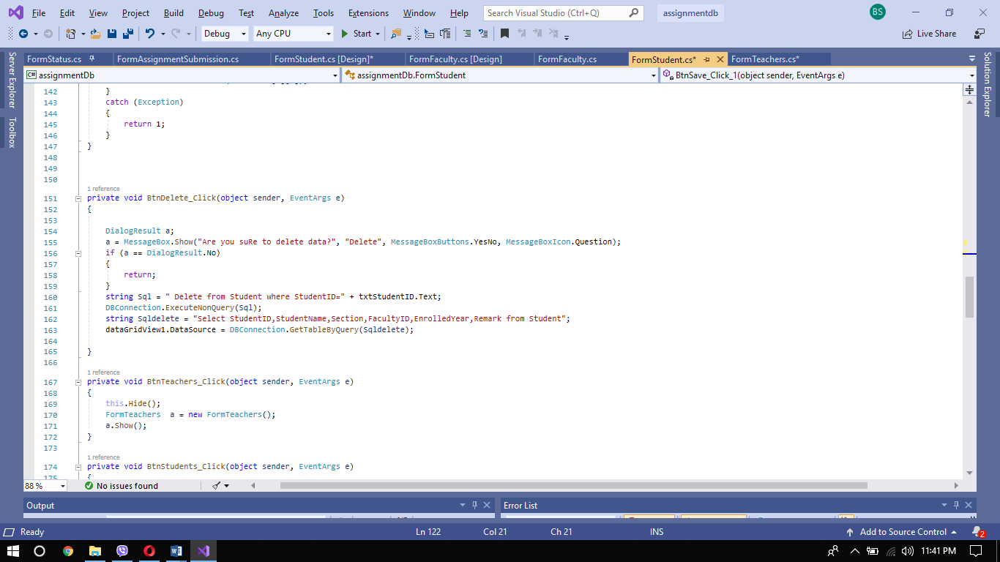 File Edit View Project Build Debug Test Analyze Tools Extensions Window Help Search Visual Studio (Ctrl+Q) assignmentdb BS
Debug Any CPU Start Live Share
FormStatus.cs FormAssignmentSubmission.cs FormStudent.cs [Design]* FormFaculty.cs [Design] FormFaculty.cs FormStudent.cs* FormTeachers.cs*
assignmentDb assignmentDb.FormStudent BtnSave_Click_1(object sender, EventArgs e)
Server Explorer
Toolbox
Solution Explorer
142 }
143 catch (Exception)
144 {
145 return 1;
146 }
147 }
148
149
150
1 reference
151 private void BtnDelete_Click(object sender, EventArgs e)
152 {
153
154 DialogResult a;
155 a = MessageBox.Show("Are you suRe to delete data?", "Delete", MessageBoxButtons.YesNo, MessageBoxIcon.Question);
156 if (a == DialogResult.No)
157 {
158 return;
159 }
160 string Sql = " Delete from Student where StudentID=" + txtStudentID.Text;
161 DBConnection.ExecuteNonQuery(Sql);
162 string Sqldelete = "Select StudentID,StudentName,Section,FacultyID,EnrolledYear,Remark from Student";
163 dataGridView1.DataSource = DBConnection.GetTableByQuery(Sqldelete);
164
165 }
166
1 reference
167 private void BtnTeachers_Click(object sender, EventArgs e)
168 {
169 this.Hide();
170 FormTeachers  a = new FormTeachers();
171 a.Show();
172 }
173
1 reference
174 private void BtnStudents_Click(object sender, EventArgs e)
175 {
88 % No issues found
Output Error List
Ready Ln 122 Col 21 Ch 21 INS Add to Source Control 2
11:41 PM